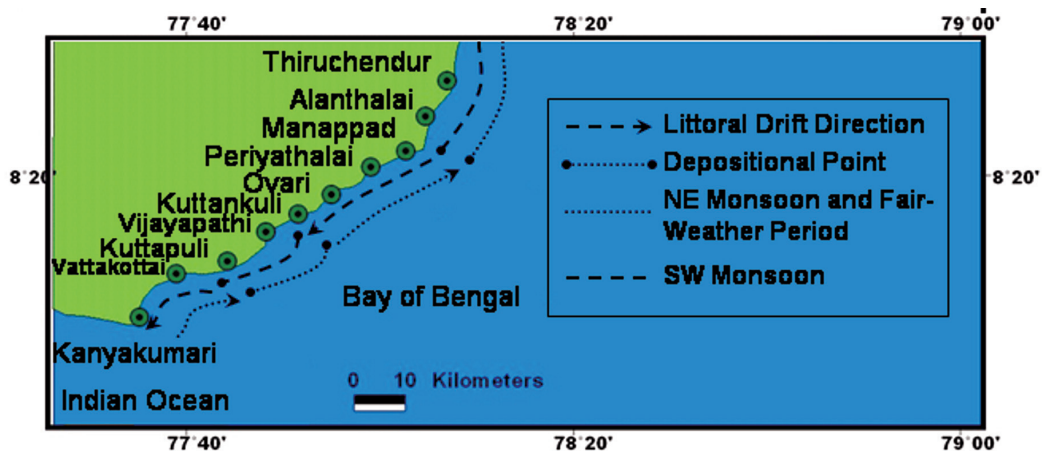 77°40' 78°20' 79°00'
Thiruchendur
Alanthalai
Manappad
Periyathalai
8°20' 8°20'
Ovari
Kuttankuli
Vijayapathi
Kuttapuli
Vattakottai
Kanyakumari
Indian Ocean
Bay of Bengal
Littoral Drift Direction
Depositional Point
NE Monsoon and Fair-
Weather Period
SW Monsoon
0 10 Kilometers
77°40' 78°20' 79°00'